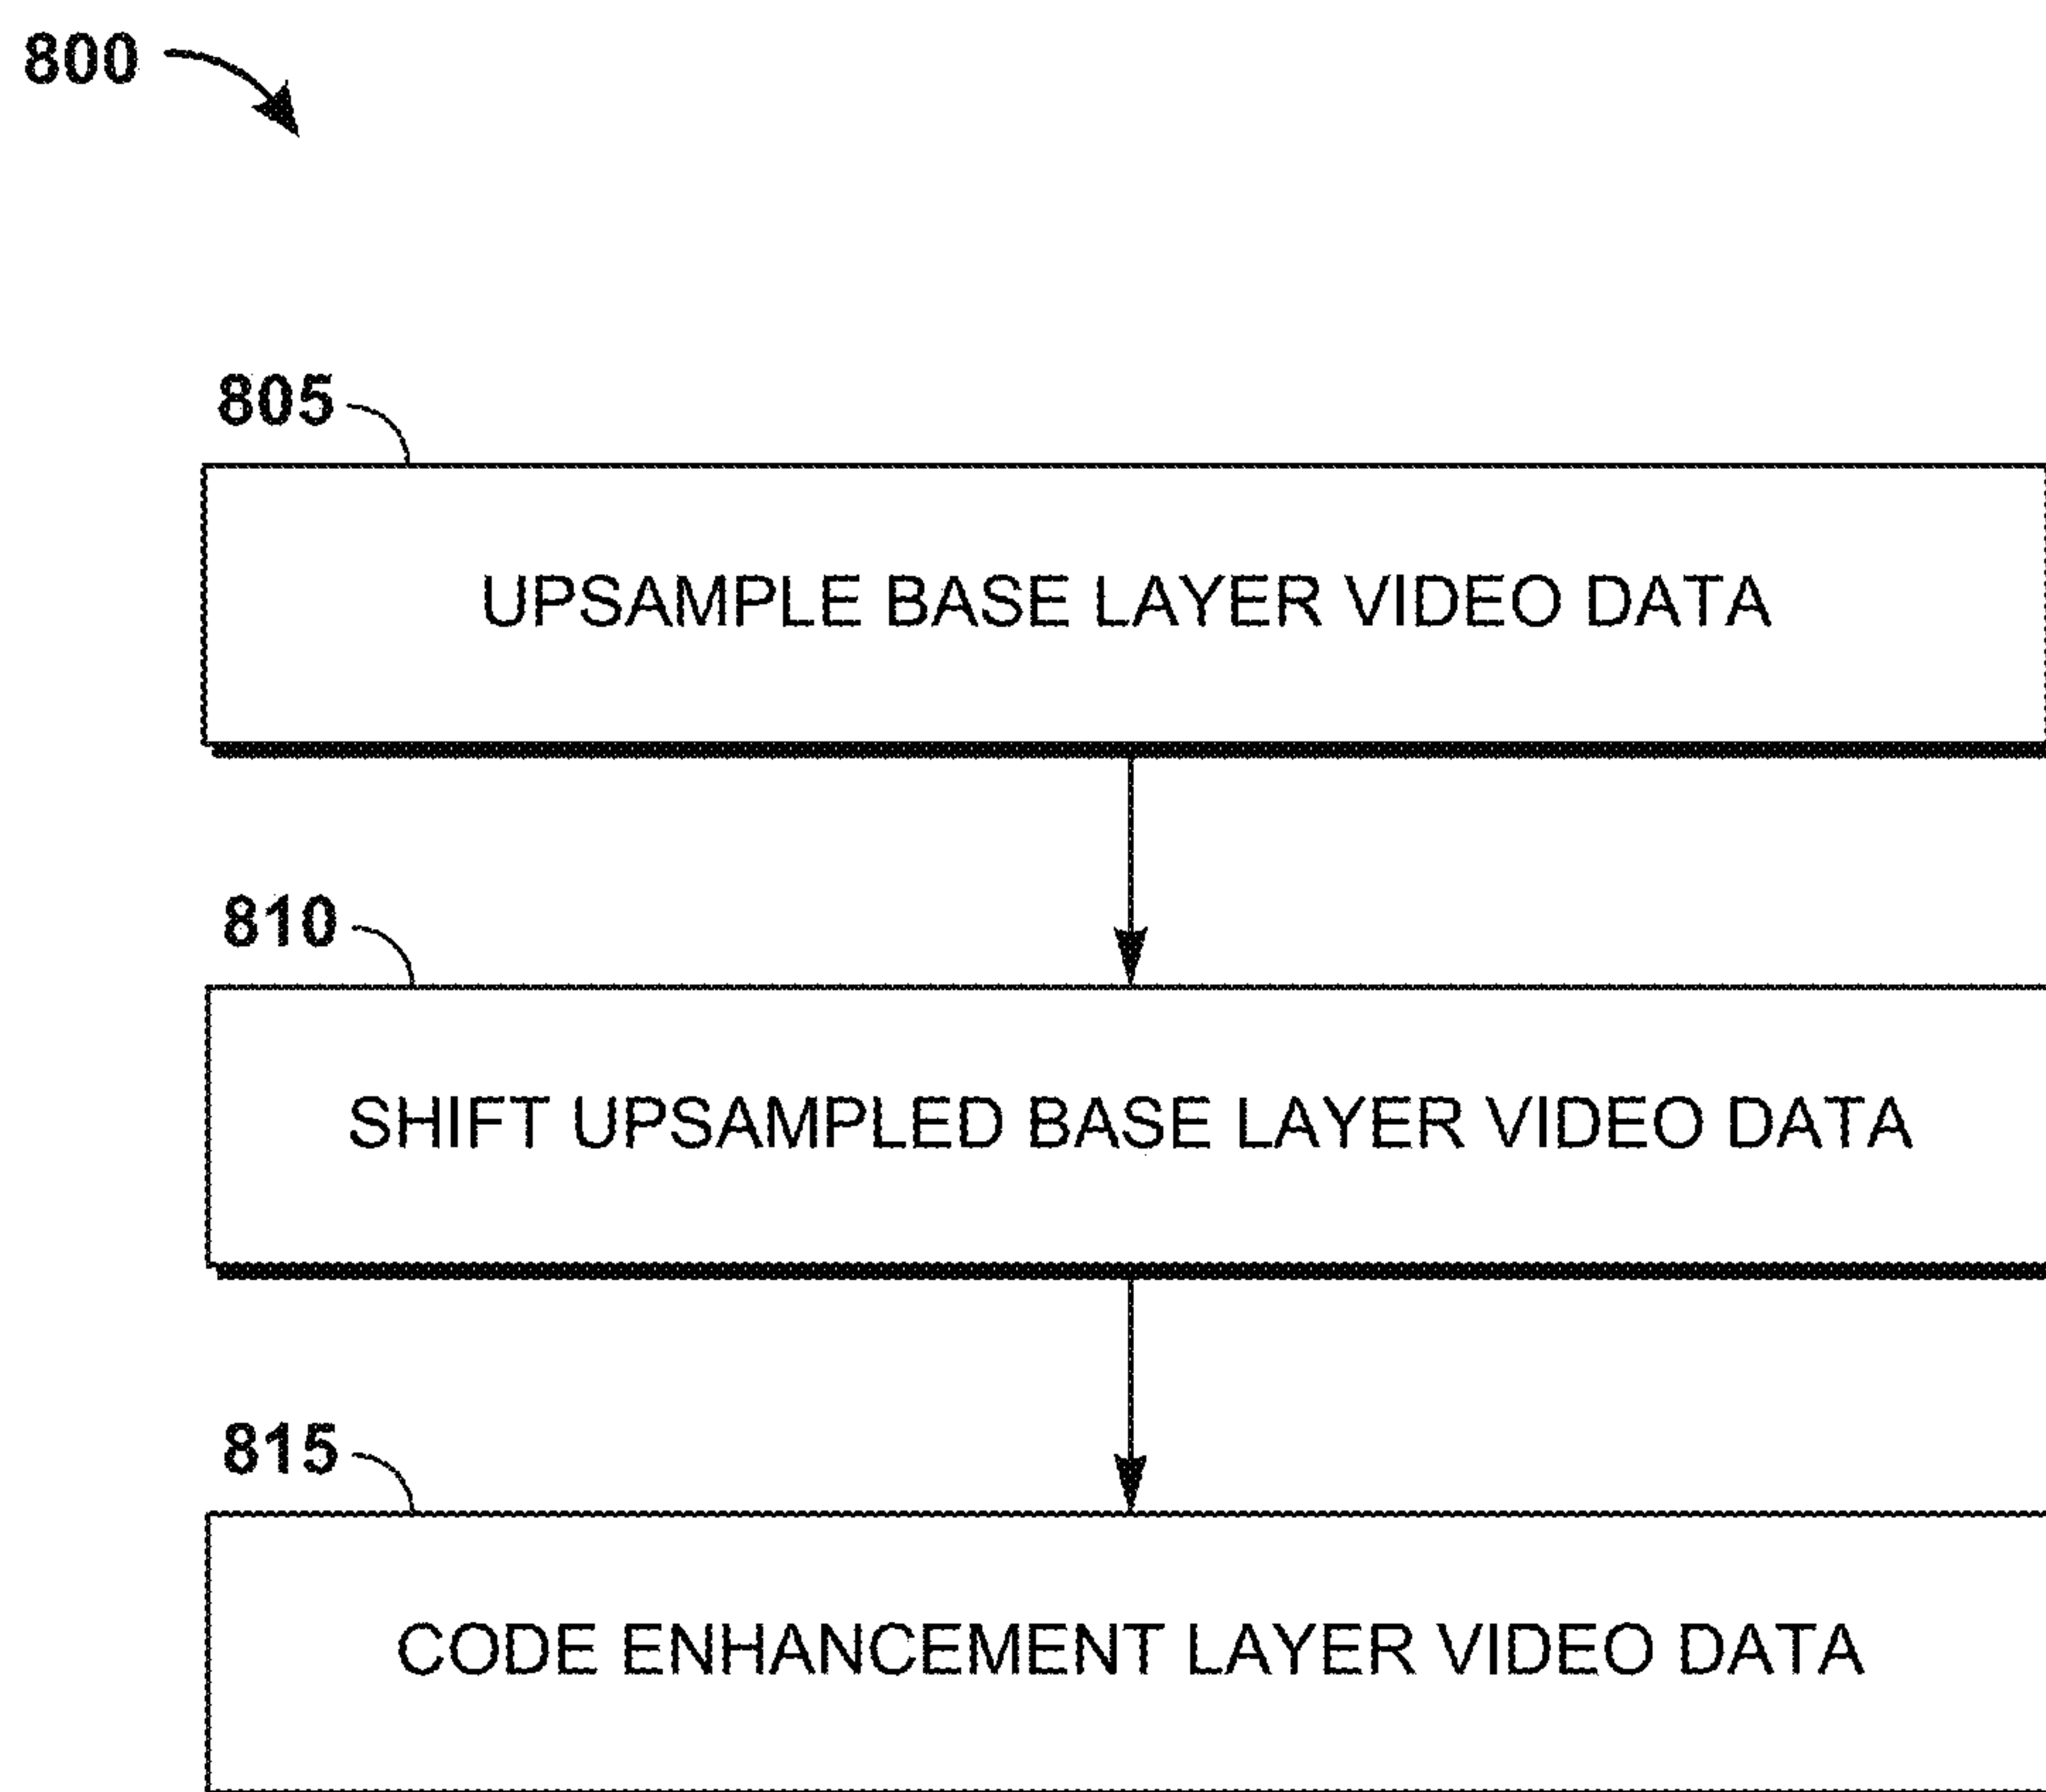 800
805
UPSAMPLE BASE LAYER VIDEO DATA
810
SHIFT UPSAMPLED BASE LAYER VIDEO DATA
815
CODE ENHANCEMENT LAYER VIDEO DATA